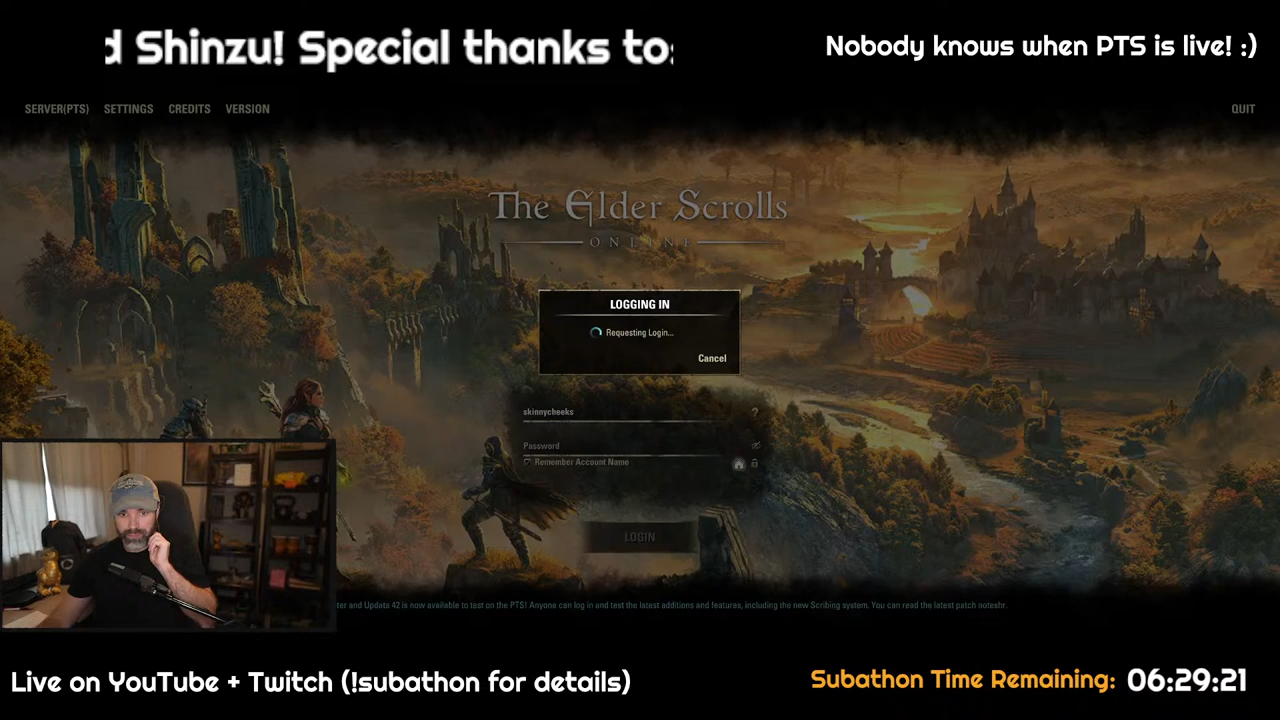 d Shinzu! Special thanks to:
Nobody knows when PTS is live! :)
SERVER(PTS) SETTINGS CREDITS VERSION
QUIT
The Elder Scrolls
ONLINE
LOGGING IN
Requesting Login...
Cancel
skinnycheeks
?
Password
Remember Account Name
LOGIN
ter and Update 42 is now available to test on the PTS! Anyone can log in and test the latest additions and features, including the new Scribing system. You can read the latest patch notes
Live on YouTube + Twitch (!subathon for details)
Subathon Time Remaining: 06:29:21